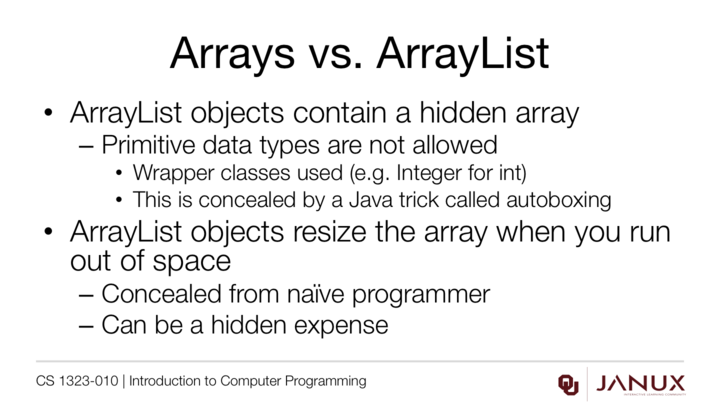 Arrays vs. ArrayList
• ArrayList objects contain a hidden array
– Primitive data types are not allowed
• Wrapper classes used (e.g. Integer for int)
• This is concealed by a Java trick called autoboxing
• ArrayList objects resize the array when you run
out of space
– Concealed from naïve programmer
– Can be a hidden expense
CS 1323-010 | Introduction to Computer Programming
JANUX
INTERACTIVE LEARNING COMMUNITY